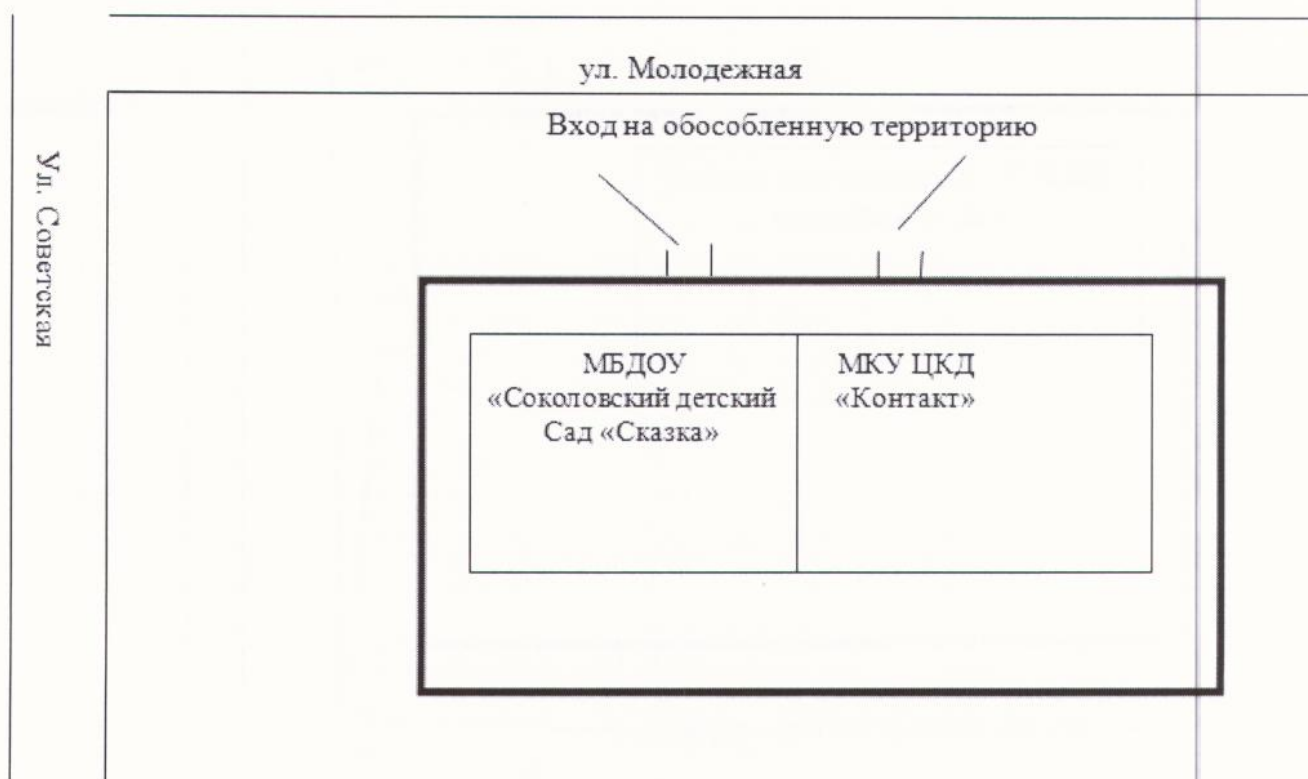 ул. Молодежная
Вход на обособленную территорию
Ул. Советская
МБДОУ
«Соколовский детский
Сад «Сказка»
МКУ ЦКД
«Контакт»